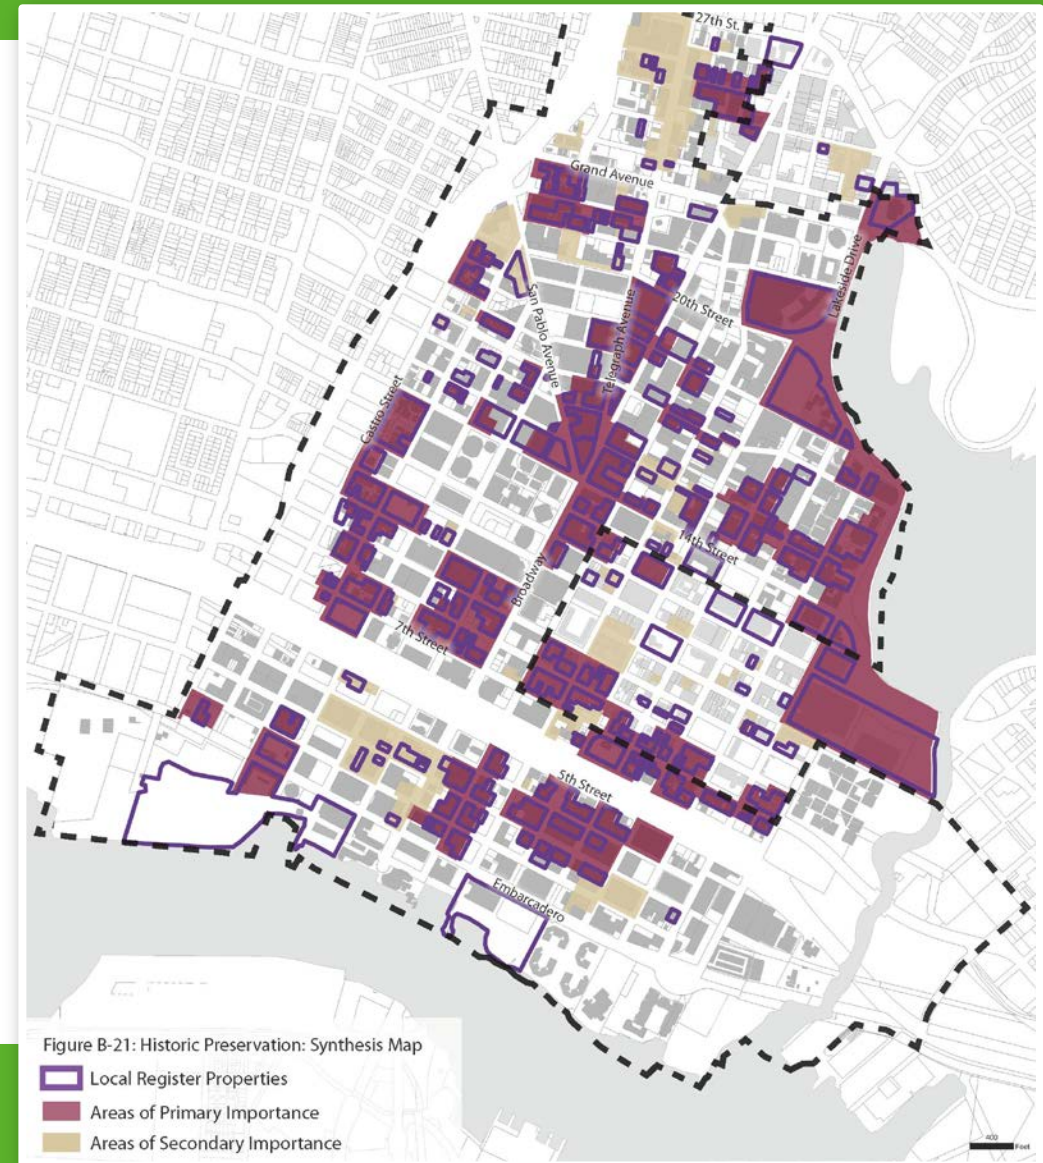 27th St.
Grand Avenue
Lakeside Drive
20th Street
San Pablo Avenue
Telegraph Avenue
Castro Street
14th Street
Broadway
7th Street
5th Street
Embarcadero
Figure B-21: Historic Preservation: Synthesis Map
Local Register Properties
Areas of Primary Importance
Areas of Secondary Importance
400
Feet